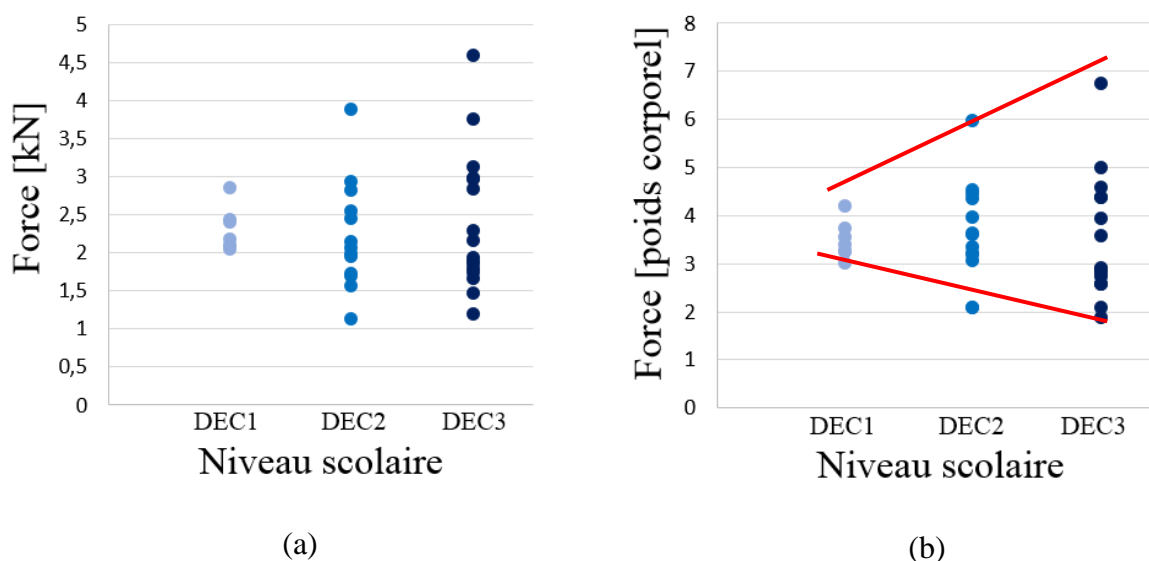 Force [kN]
5
4,5
4
3,5
3
2,5
2
1,5
1
0,5
0
DEC1 DEC2 DEC3
Niveau scolaire
(a)
Force [poids corporel]
8
7
6
5
4
3
2
1
0
DEC1 DEC2 DEC3
Niveau scolaire
(b)